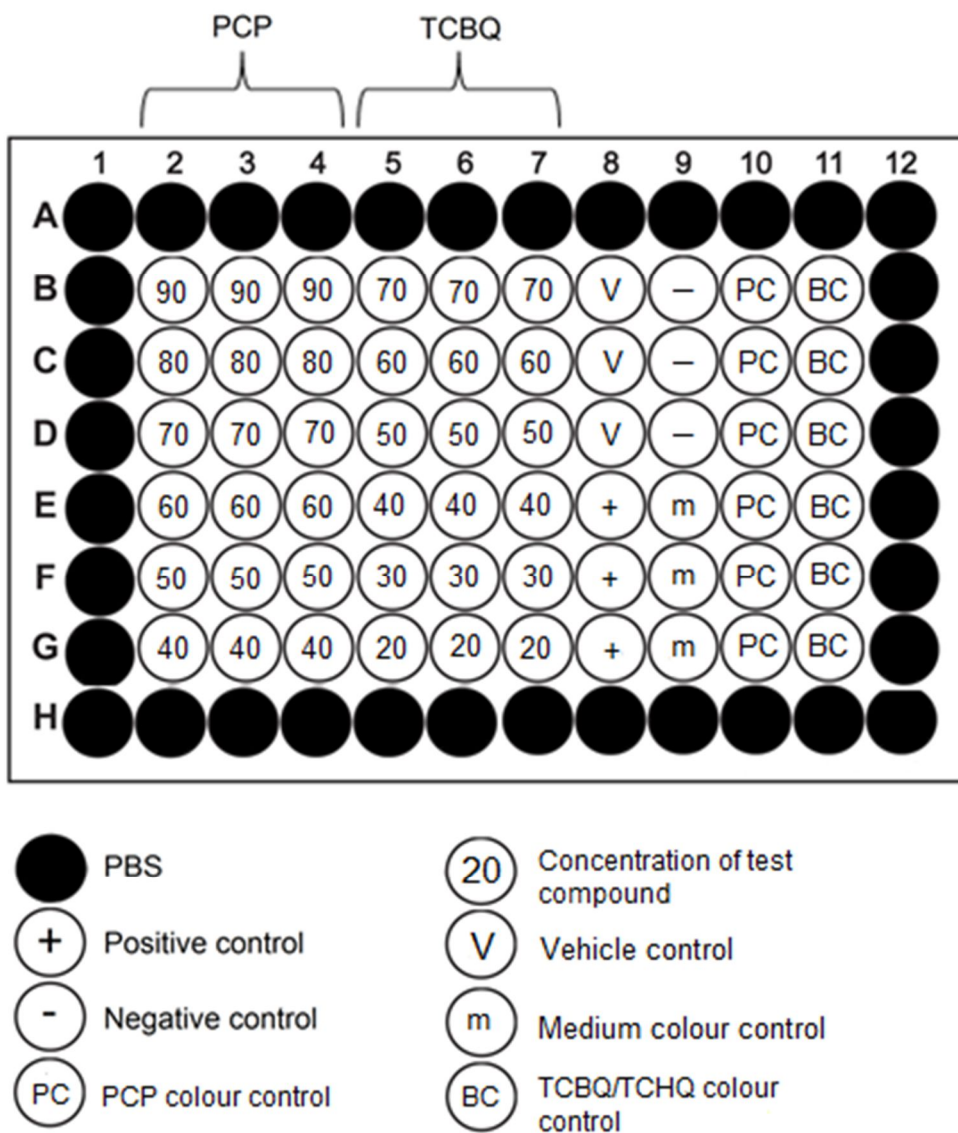 PCP TCBQ
1 2 3 4 5 6 7 8 9 10 11 12
A
B 90 90 90 70 70 70 V – PC BC
C 80 80 80 60 60 60 V – PC BC
D 70 70 70 50 50 50 V – PC BC
E 60 60 60 40 40 40 + m PC BC
F 50 50 50 30 30 30 + m PC BC
G 40 40 40 20 20 20 + m PC BC
H
PBS
+ Positive control
- Negative control
PC PCP colour control
20 Concentration of test
compound
V Vehicle control
m Medium colour control
BC TCBQ/TCHQ colour
control